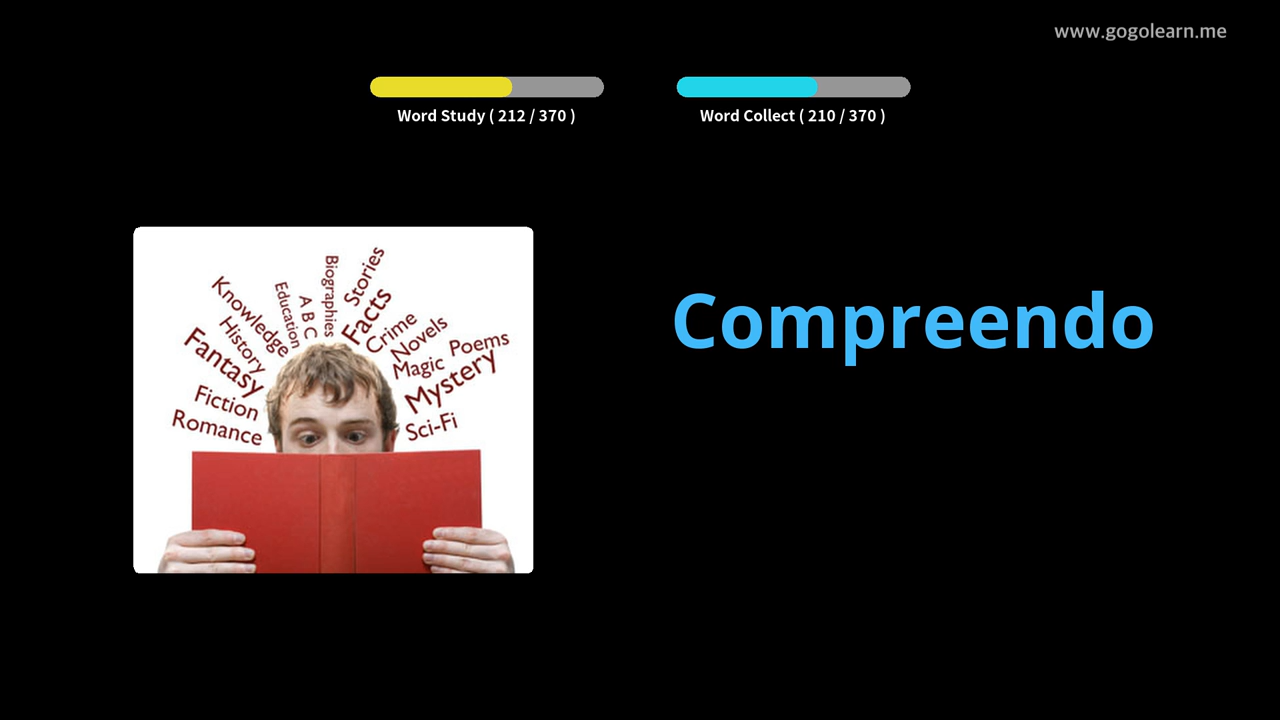 www.gogolearn.me
Word Study ( 212 / 370 )
Word Collect ( 210 / 370 )
Compreendo
Romance
Fiction
Fantasy
History
Knowledge
Education
A B C
Biographies
Stories
Facts
Crime
Novels
Magic
Poems
Mystery
Sci-Fi